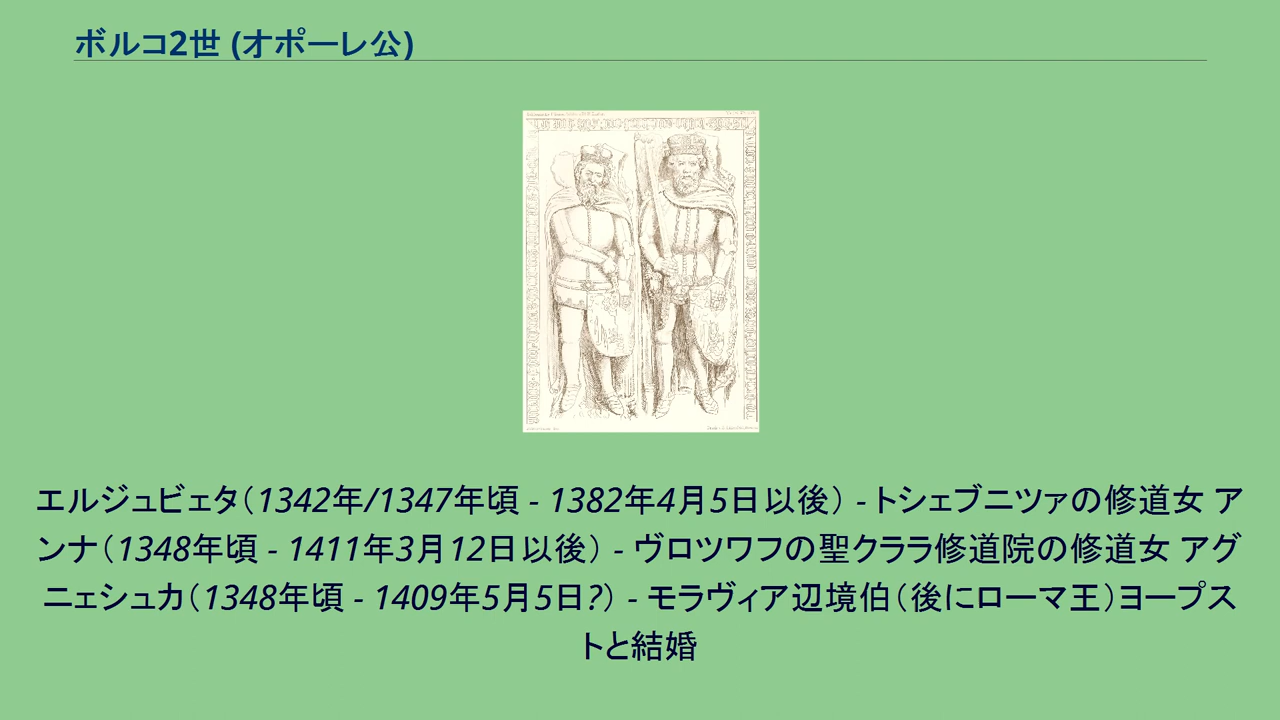 ボルコ2世 (オポーレ公)
エルジュビェタ（1342年/1347年頃 - 1382年4月5日以後） - トシェブニツァの修道女 ア
ンナ（1348年頃 - 1411年3月12日以後） - ヴロツワフの聖クララ修道院の修道女 アグ
ニェシュカ（1348年頃 - 1409年5月5日?） - モラヴィア辺境伯（後にローマ王）ヨープス
トと結婚